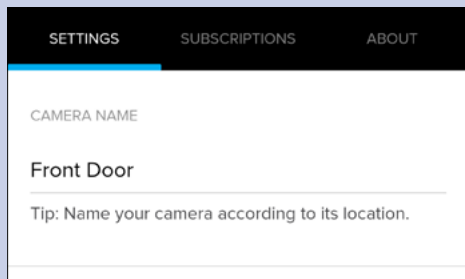 SETTINGS SUBSCRIPTIONS ABOUT
CAMERA NAME
Front Door
Tip: Name your camera according to its location.